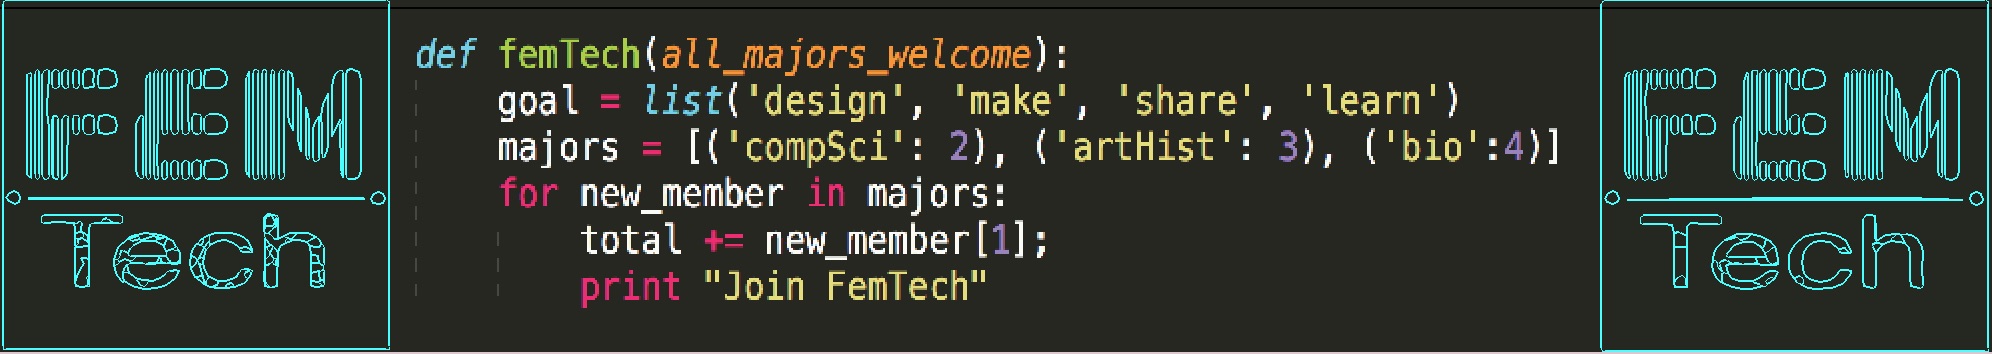 FEM
Tech
def femTech(all_majors_welcome):
goal = list('design', 'make', 'share', 'learn')
majors = [('compSci': 2), ('artHist': 3), ('bio':4)]
for new_member in majors:
total += new_member[1];
print "Join FemTech"
FEM
Tech